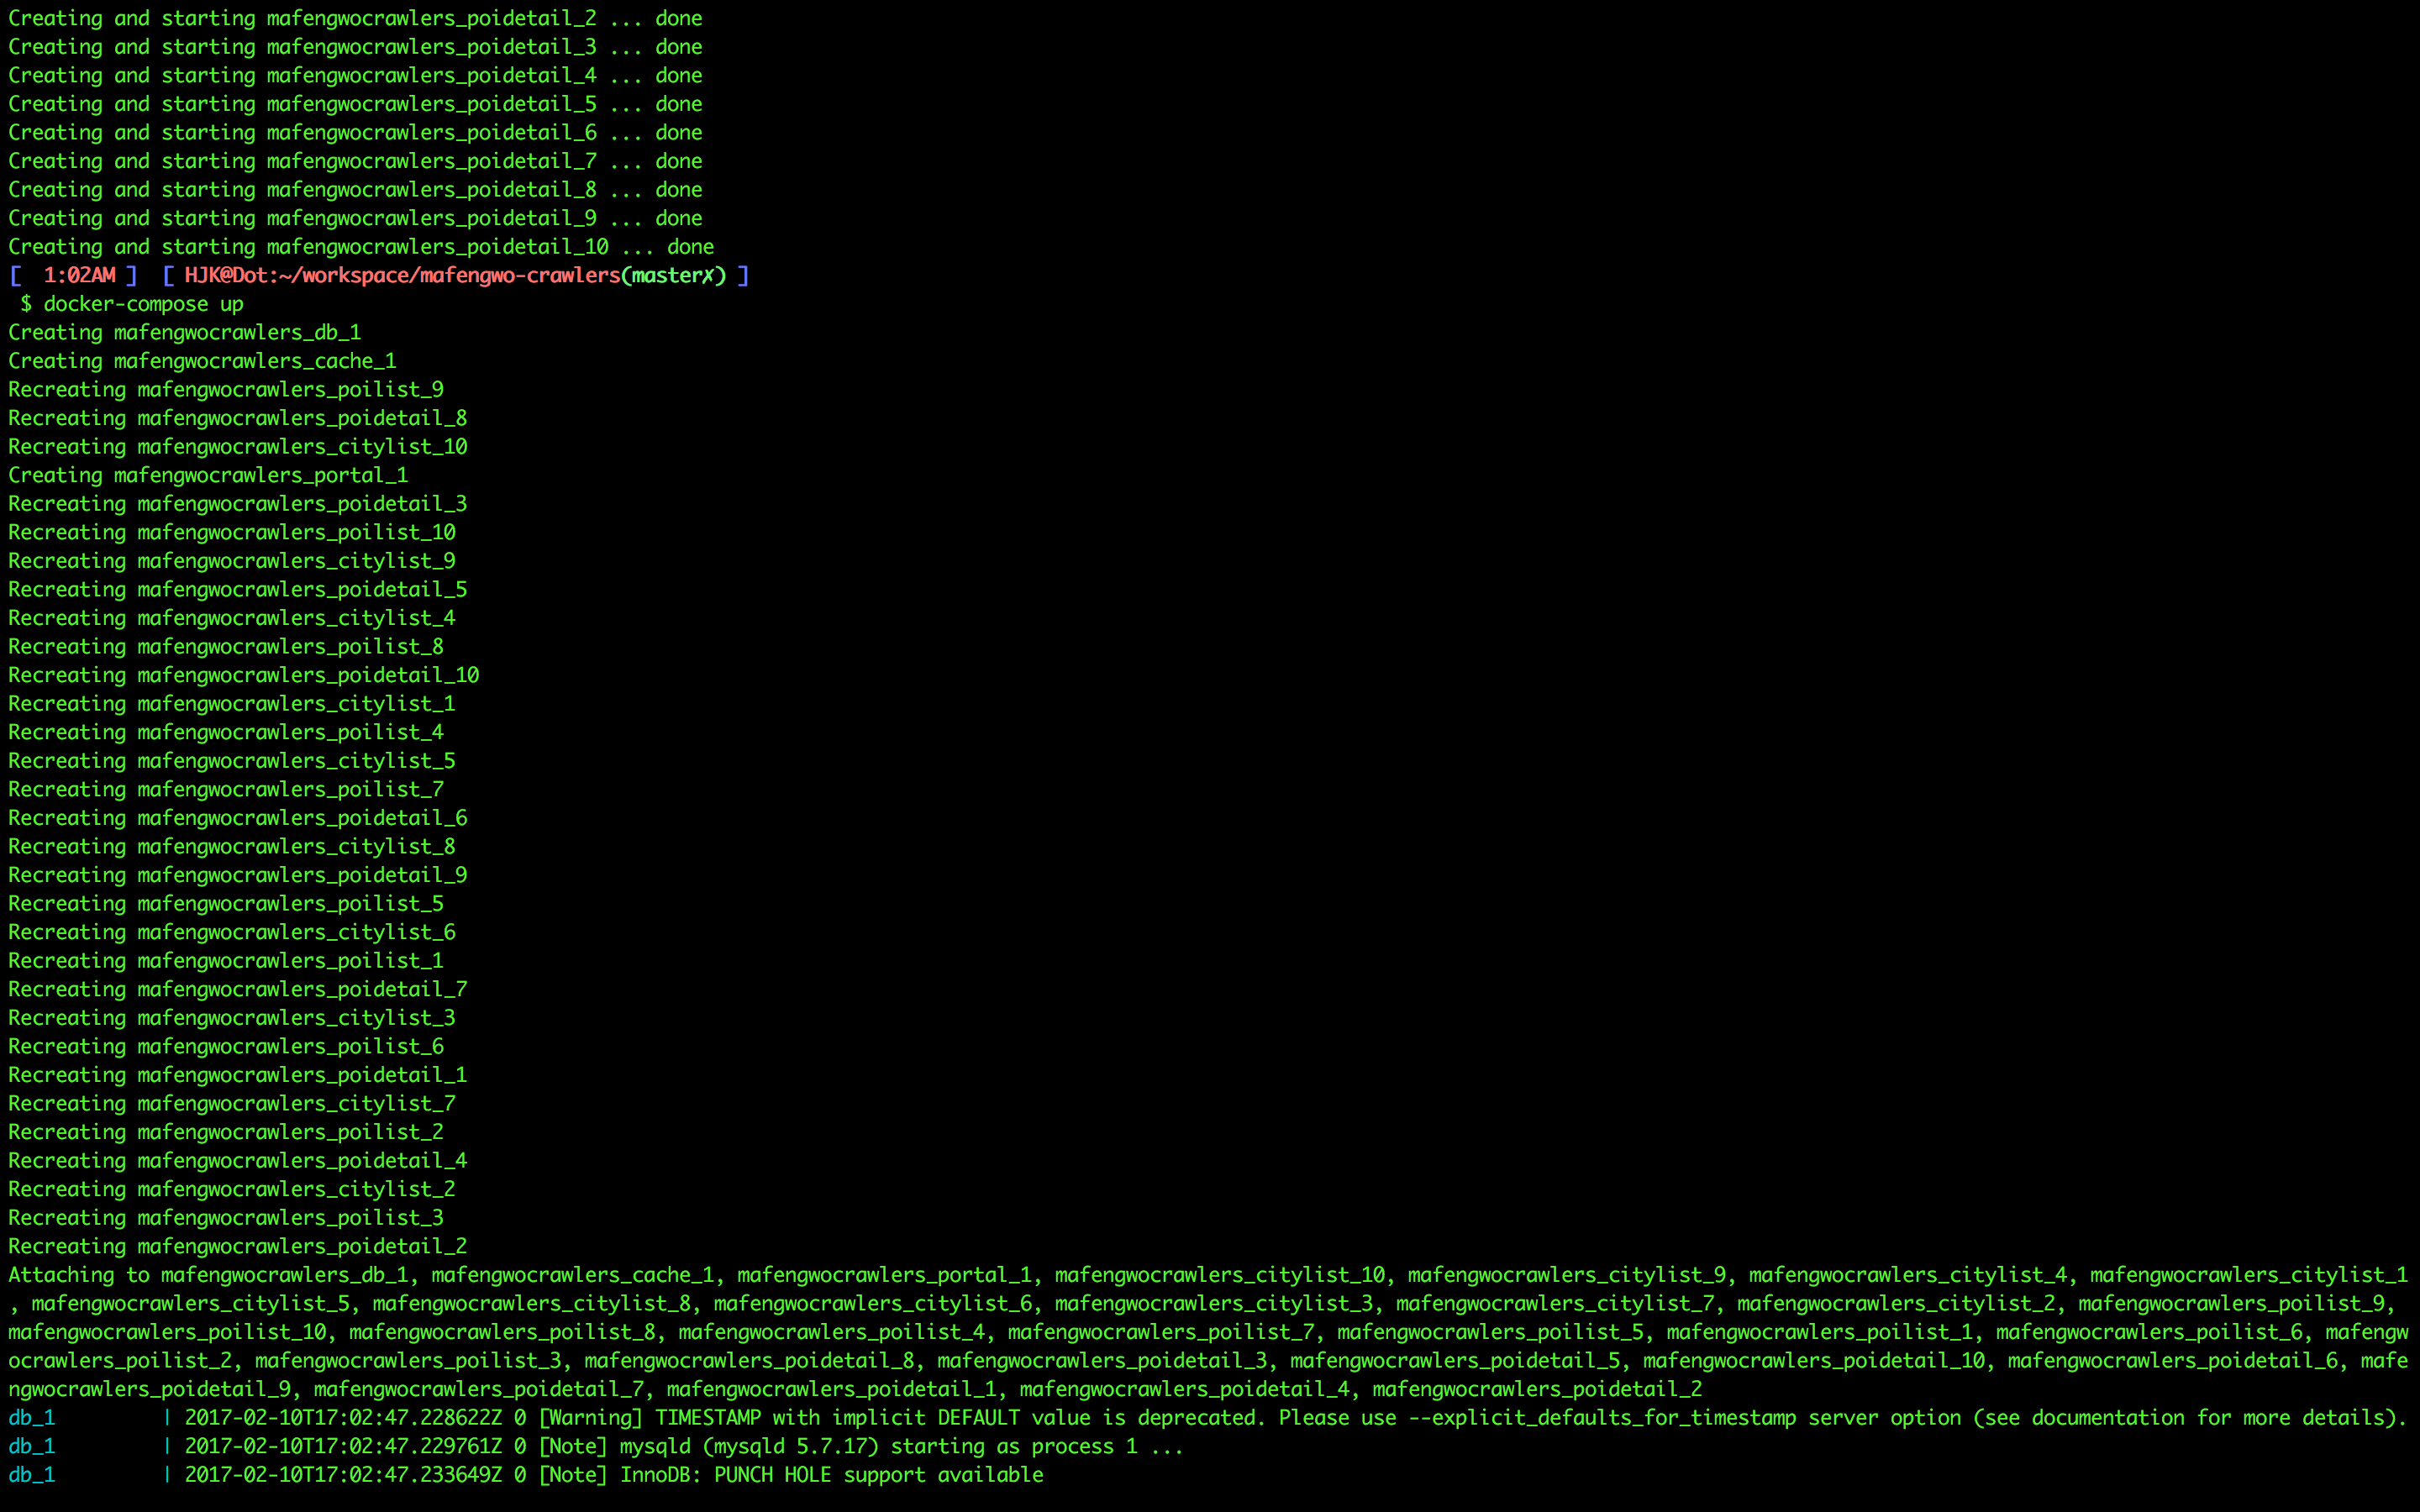 Creating and starting mafengwocrawlers_poidetail_2 ... done
Creating and starting mafengwocrawlers_poidetail_3 ... done
Creating and starting mafengwocrawlers_poidetail_4 ... done
Creating and starting mafengwocrawlers_poidetail_5 ... done
Creating and starting mafengwocrawlers_poidetail_6 ... done
Creating and starting mafengwocrawlers_poidetail_7 ... done
Creating and starting mafengwocrawlers_poidetail_8 ... done
Creating and starting mafengwocrawlers_poidetail_9 ... done
Creating and starting mafengwocrawlers_poidetail_10 ... done
[  1:02AM ]  [ HJK@Dot:~/workspace/mafengwo-crawlers(master✗) ]
 $ docker-compose up
Creating mafengwocrawlers_db_1
Creating mafengwocrawlers_cache_1
Recreating mafengwocrawlers_poilist_9
Recreating mafengwocrawlers_poidetail_8
Recreating mafengwocrawlers_citylist_10
Creating mafengwocrawlers_portal_1
Recreating mafengwocrawlers_poidetail_3
Recreating mafengwocrawlers_poilist_10
Recreating mafengwocrawlers_citylist_9
Recreating mafengwocrawlers_poidetail_5
Recreating mafengwocrawlers_citylist_4
Recreating mafengwocrawlers_poilist_8
Recreating mafengwocrawlers_poidetail_10
Recreating mafengwocrawlers_citylist_1
Recreating mafengwocrawlers_poilist_4
Recreating mafengwocrawlers_citylist_5
Recreating mafengwocrawlers_poilist_7
Recreating mafengwocrawlers_poidetail_6
Recreating mafengwocrawlers_citylist_8
Recreating mafengwocrawlers_poidetail_9
Recreating mafengwocrawlers_poilist_5
Recreating mafengwocrawlers_citylist_6
Recreating mafengwocrawlers_poilist_1
Recreating mafengwocrawlers_poidetail_7
Recreating mafengwocrawlers_citylist_3
Recreating mafengwocrawlers_poilist_6
Recreating mafengwocrawlers_poidetail_1
Recreating mafengwocrawlers_citylist_7
Recreating mafengwocrawlers_poilist_2
Recreating mafengwocrawlers_poidetail_4
Recreating mafengwocrawlers_citylist_2
Recreating mafengwocrawlers_poilist_3
Recreating mafengwocrawlers_poidetail_2
Attaching to mafengwocrawlers_db_1, mafengwocrawlers_cache_1, mafengwocrawlers_portal_1, mafengwocrawlers_citylist_10, mafengwocrawlers_citylist_9, mafengwocrawlers_citylist_4, mafengwocrawlers_citylist_1
, mafengwocrawlers_citylist_5, mafengwocrawlers_citylist_8, mafengwocrawlers_citylist_6, mafengwocrawlers_citylist_3, mafengwocrawlers_citylist_7, mafengwocrawlers_citylist_2, mafengwocrawlers_poilist_9,
mafengwocrawlers_poilist_10, mafengwocrawlers_poilist_8, mafengwocrawlers_poilist_4, mafengwocrawlers_poilist_7, mafengwocrawlers_poilist_5, mafengwocrawlers_poilist_1, mafengwocrawlers_poilist_6, mafengw
ocrawlers_poilist_2, mafengwocrawlers_poilist_3, mafengwocrawlers_poidetail_8, mafengwocrawlers_poidetail_3, mafengwocrawlers_poidetail_5, mafengwocrawlers_poidetail_10, mafengwocrawlers_poidetail_6, mafe
ngwocrawlers_poidetail_9, mafengwocrawlers_poidetail_7, mafengwocrawlers_poidetail_1, mafengwocrawlers_poidetail_4, mafengwocrawlers_poidetail_2
db_1         | 2017-02-10T17:02:47.228622Z 0 [Warning] TIMESTAMP with implicit DEFAULT value is deprecated. Please use --explicit_defaults_for_timestamp server option (see documentation for more details).
db_1         | 2017-02-10T17:02:47.229761Z 0 [Note] mysqld (mysqld 5.7.17) starting as process 1 ...
db_1         | 2017-02-10T17:02:47.233649Z 0 [Note] InnoDB: PUNCH HOLE support available